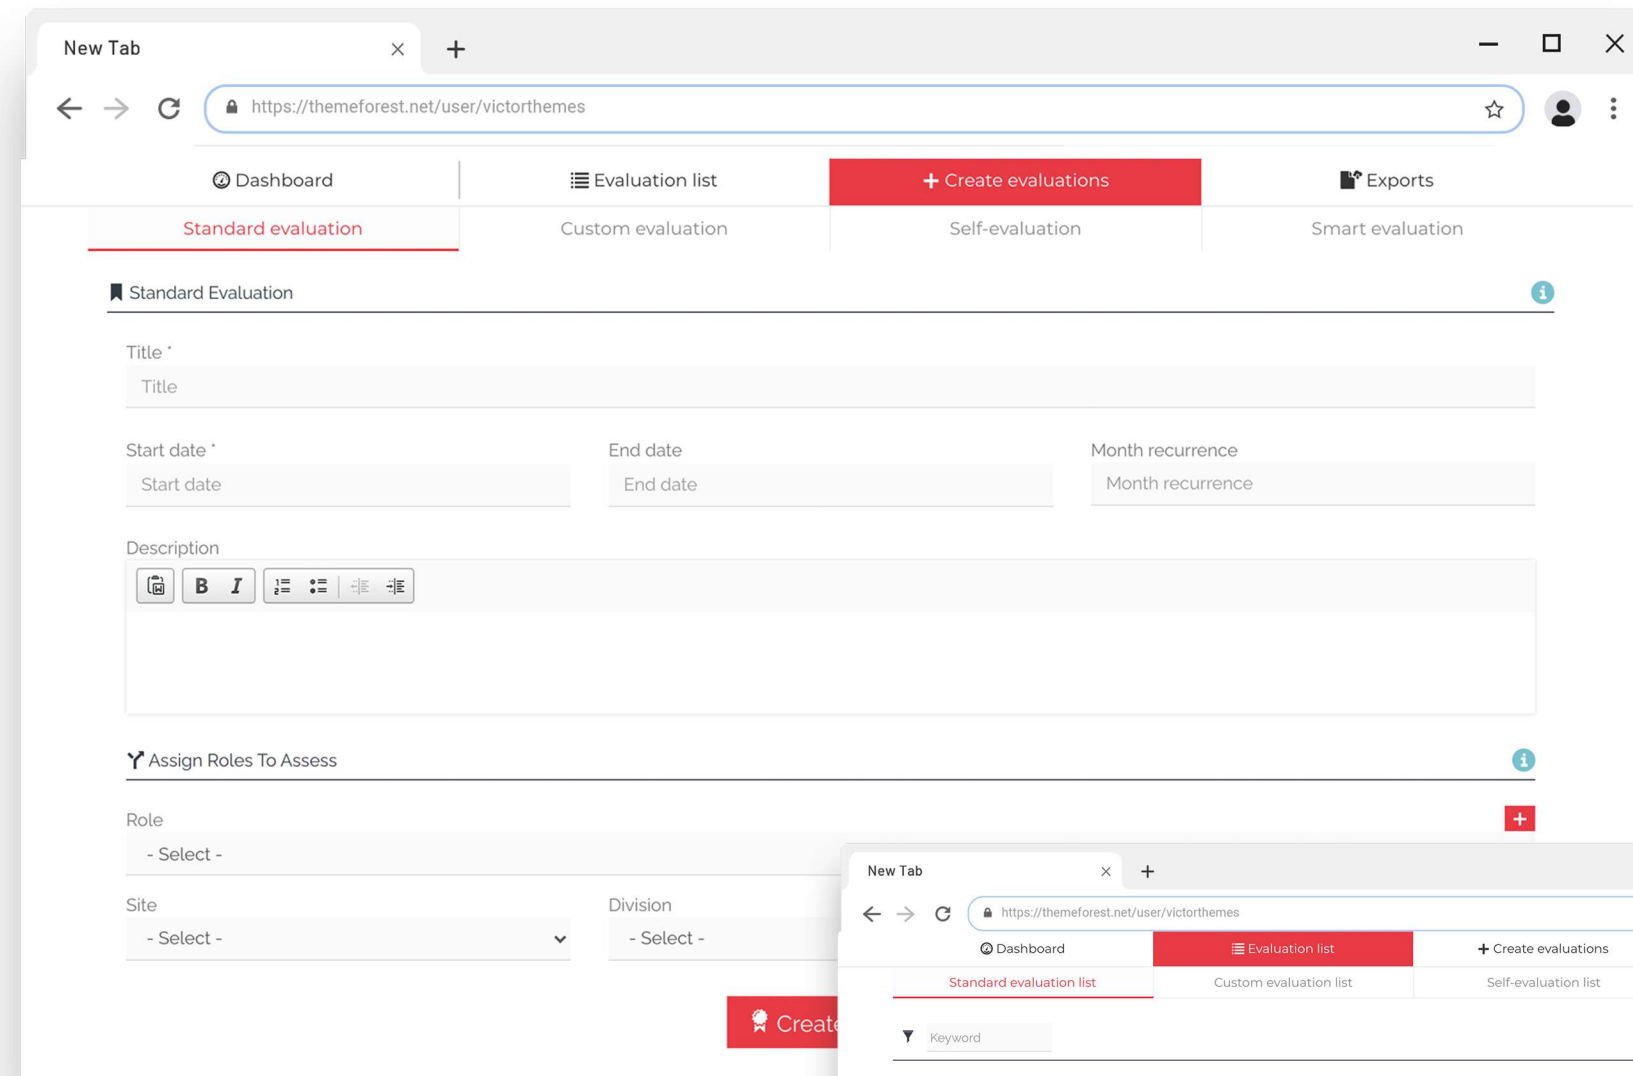 New Tab
https://themeforest.net/user/victorthemes
Dashboard
Evaluation list
Create evaluations
Exports
Standard evaluation
Custom evaluation
Self-evaluation
Smart evaluation
Standard Evaluation
Title *
Title
Start date *
End date
Month recurrence
Start date
End date
Month recurrence
Description
B I
Assign Roles To Assess
Role
- Select -
Site
Division
- Select -
- Select -
Create
New Tab
https://themeforest.net/user/victorthemes
Dashboard
Evaluation list
Create evaluations
Standard evaluation list
Custom evaluation list
Self-evaluation list
Keyword